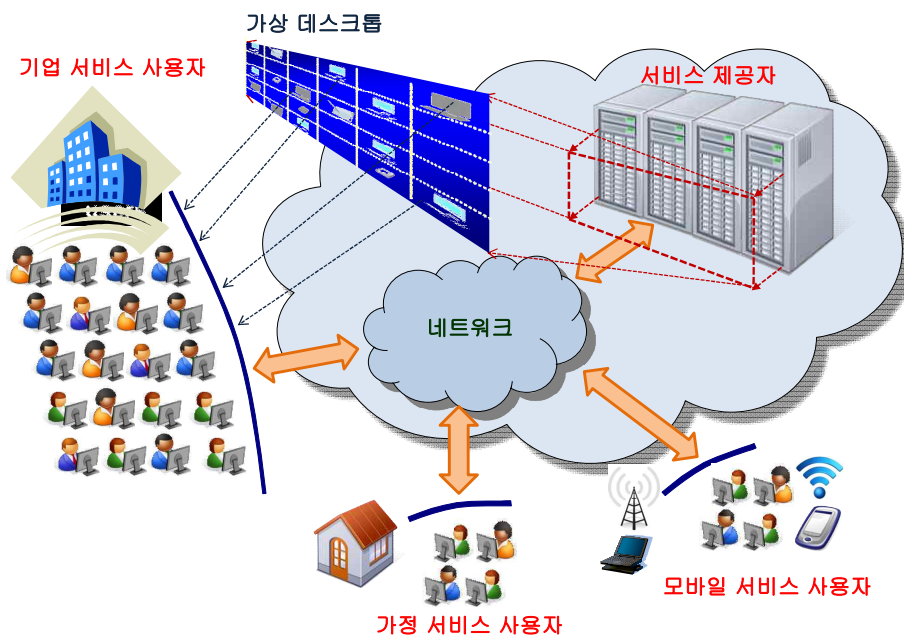 가상 데스크톱
기업 서비스 사용자
서비스 제공자
네트워크
모바일 서비스 사용자
가정 서비스 사용자